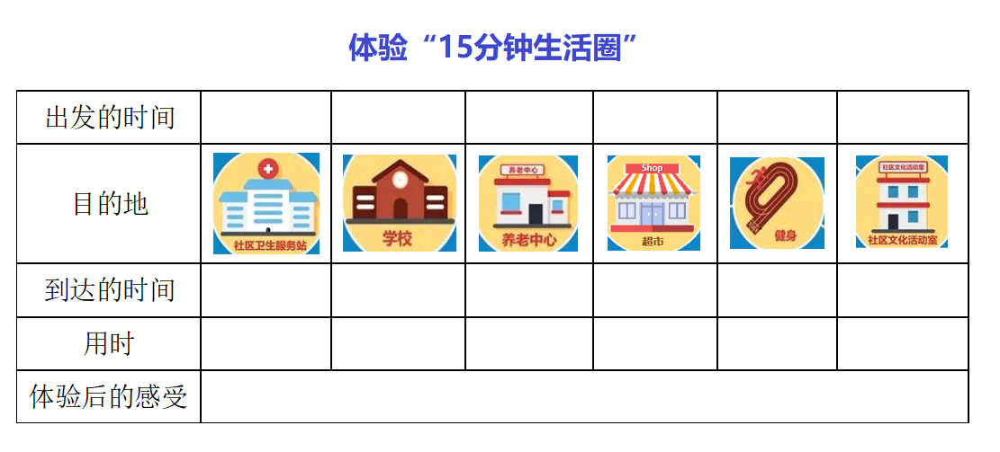 体验“15分钟生活圈”
出发的时间
目的地
社区卫生服务站
学校
养老中心
养老中心
Shop
超市
健身
社区文化活动室
社区文化活动室
到达的时间
用时
体验后的感受